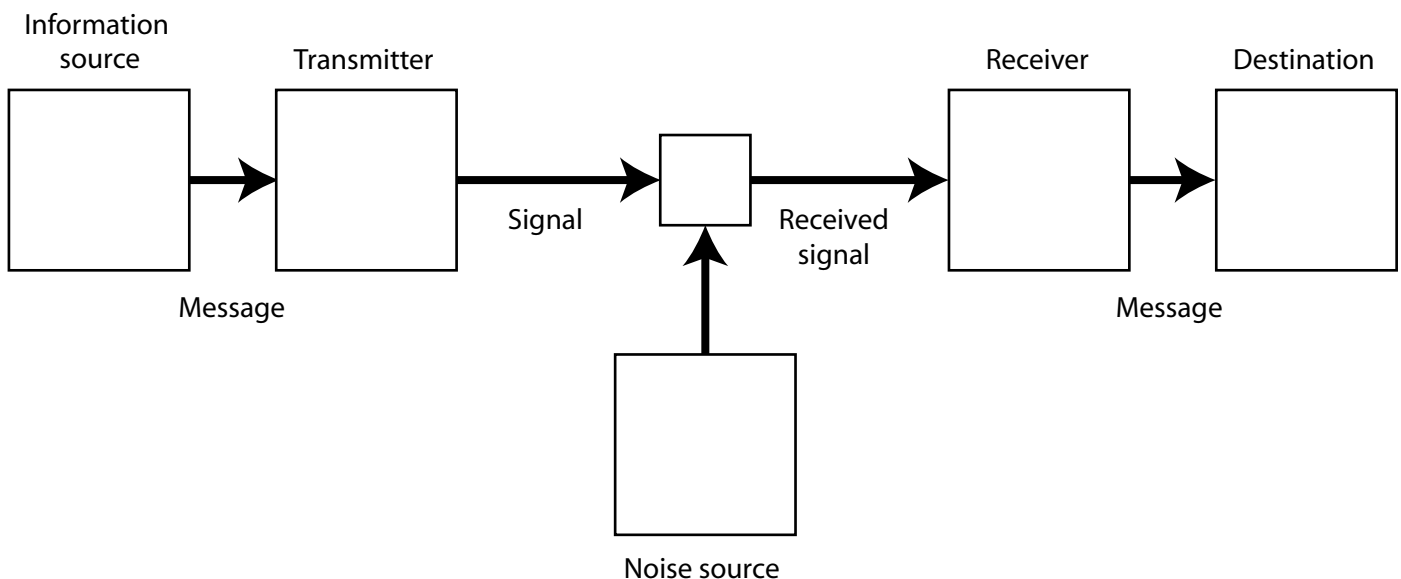 Information
source
Transmitter
Receiver
Destination
Signal
Received
signal
Message
Message
Noise source